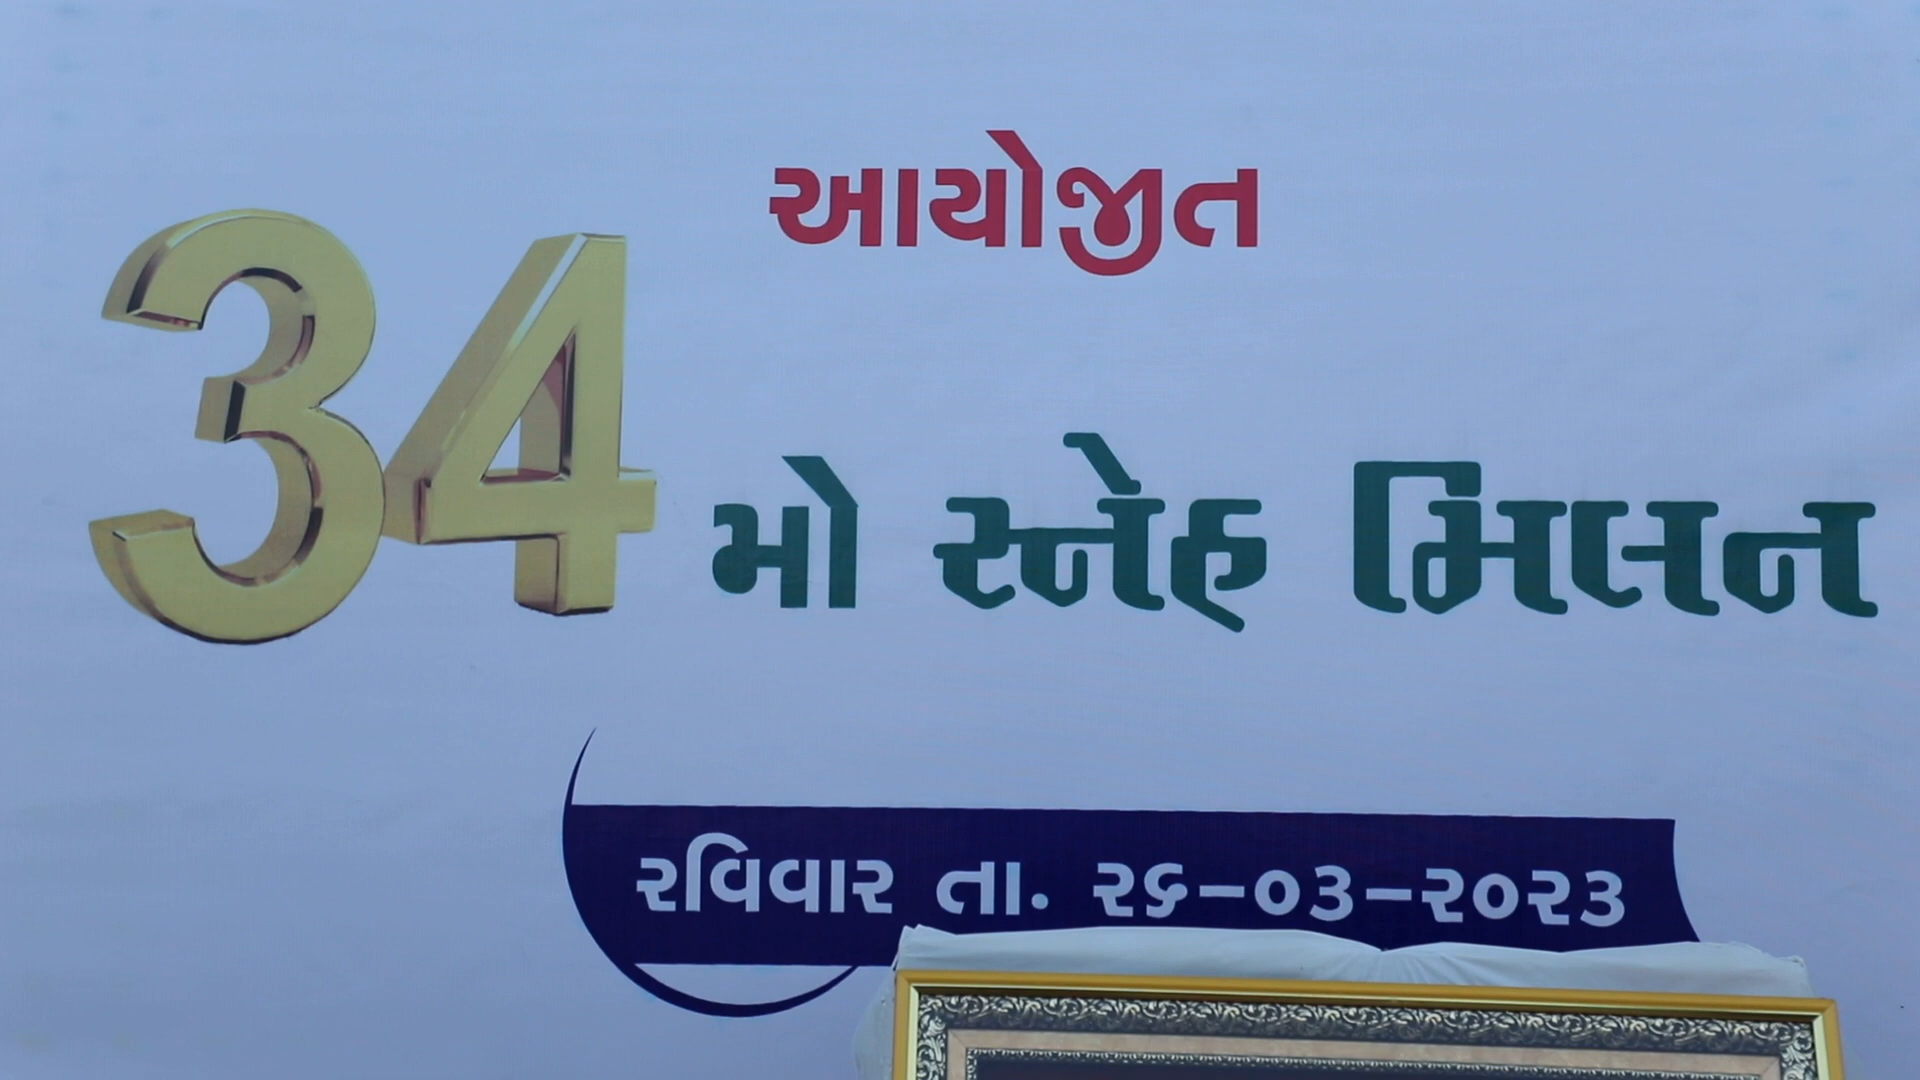 આયોજીત
34 મો સ્નેહ મિલન
રવિવાર તા. ૨૬-૦૩-૨૦૨૩